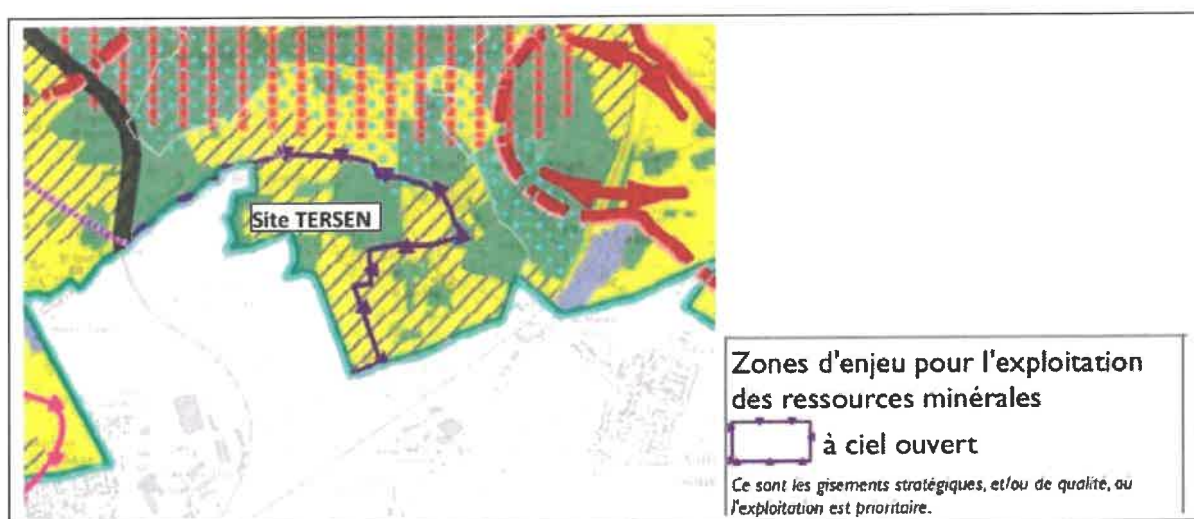 Site TERSEN
Zones d'enjeu pour l'exploitation
des ressources minérales
à ciel ouvert
Ce sont les gisements stratégiques, et/ou de qualité, ou
l'exploitation est prioritaire.